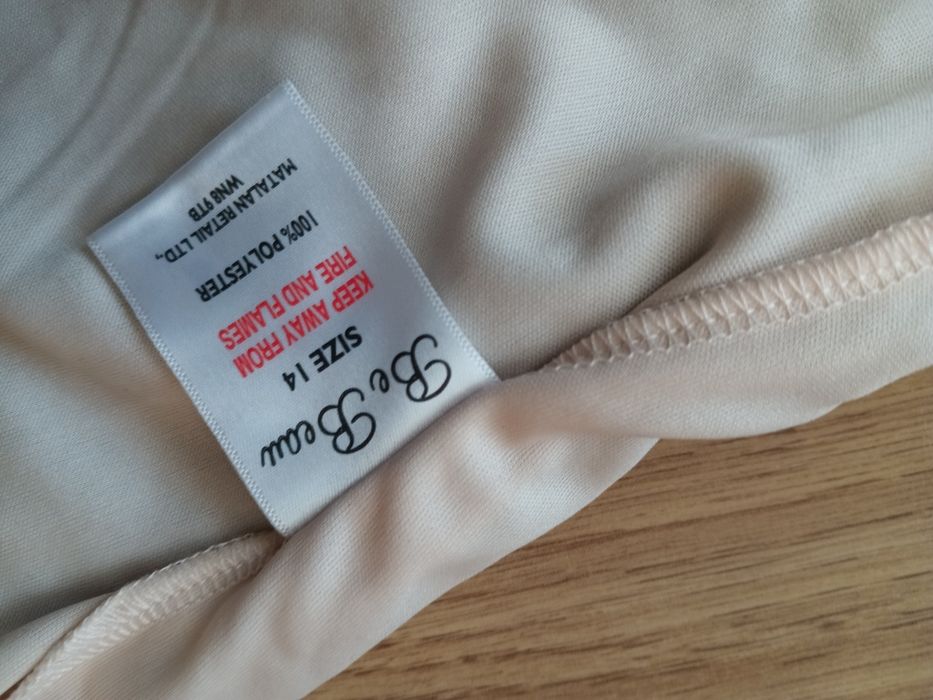 Be Beau
SIZE 14
KEEP AWAY FROM
FIRE AND FLAMES
100% POLYESTER
MATALAN RETAIL LTD.,
WN8 9TB